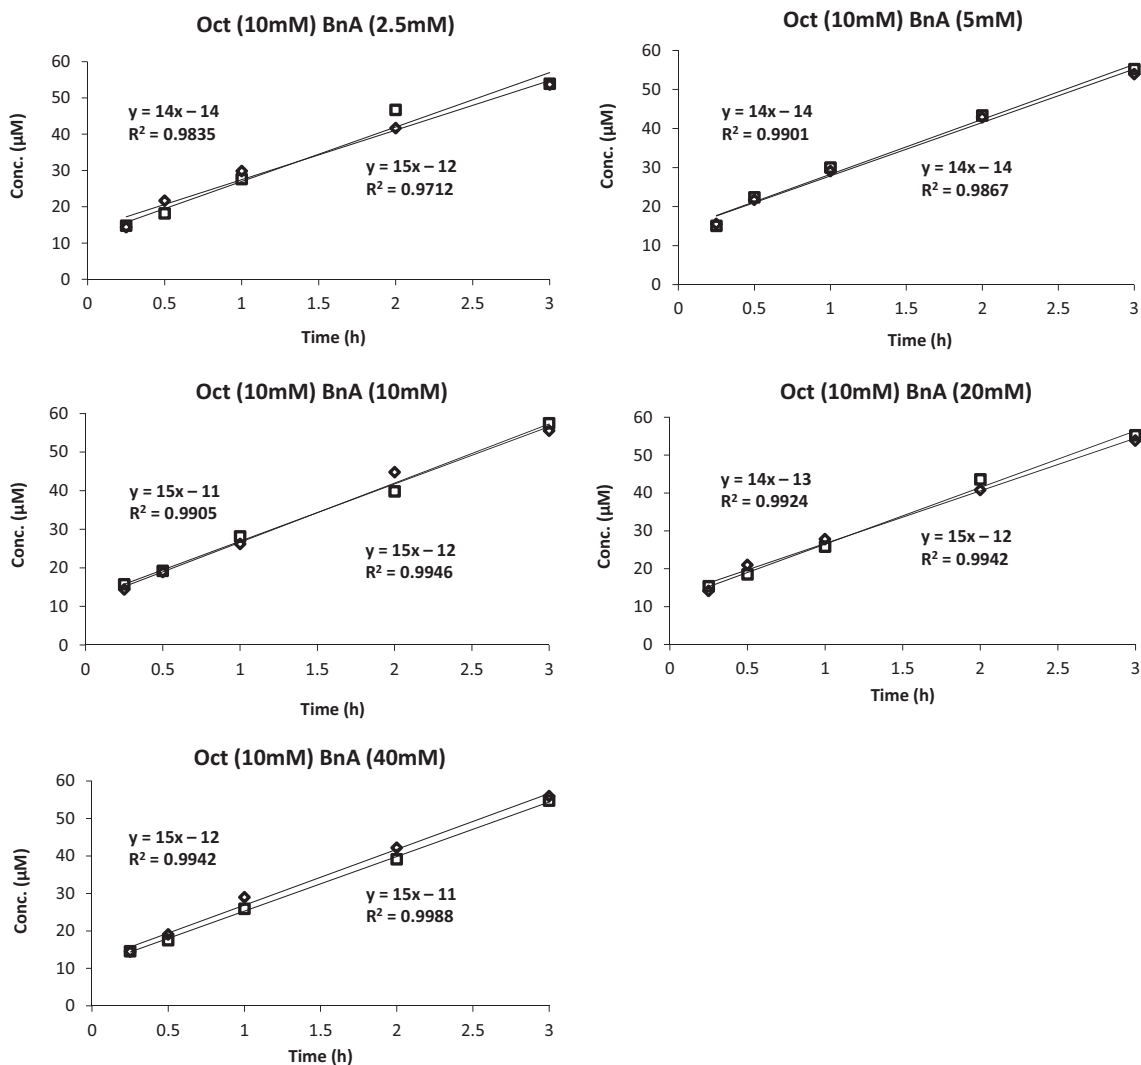 Oct (10mM) BnA (2.5mM)
Conc. (µM)
60
50
40
30
20
10
0
y = 14x – 14
R² = 0.9835
y = 15x – 12
R² = 0.9712
0 0.5 1 1.5 2 2.5 3
Time (h)
Oct (10mM) BnA (5mM)
Conc. (µM)
60
50
40
30
20
10
0
y = 14x – 14
R² = 0.9901
y = 14x – 14
R² = 0.9867
0 0.5 1 1.5 2 2.5 3
Time (h)
Oct (10mM) BnA (10mM)
Conc. (µM)
60
50
40
30
20
10
0
y = 15x – 11
R² = 0.9905
y = 15x – 12
R² = 0.9946
0 0.5 1 1.5 2 2.5 3
Time (h)
Oct (10mM) BnA (20mM)
Conc. (µM)
60
50
40
30
20
10
0
y = 14x – 13
R² = 0.9924
y = 15x – 12
R² = 0.9942
0 0.5 1 1.5 2 2.5 3
Time (h)
Oct (10mM) BnA (40mM)
Conc. (µM)
60
50
40
30
20
10
0
y = 15x – 12
R² = 0.9942
y = 15x – 11
R² = 0.9988
0 0.5 1 1.5 2 2.5 3
Time (h)